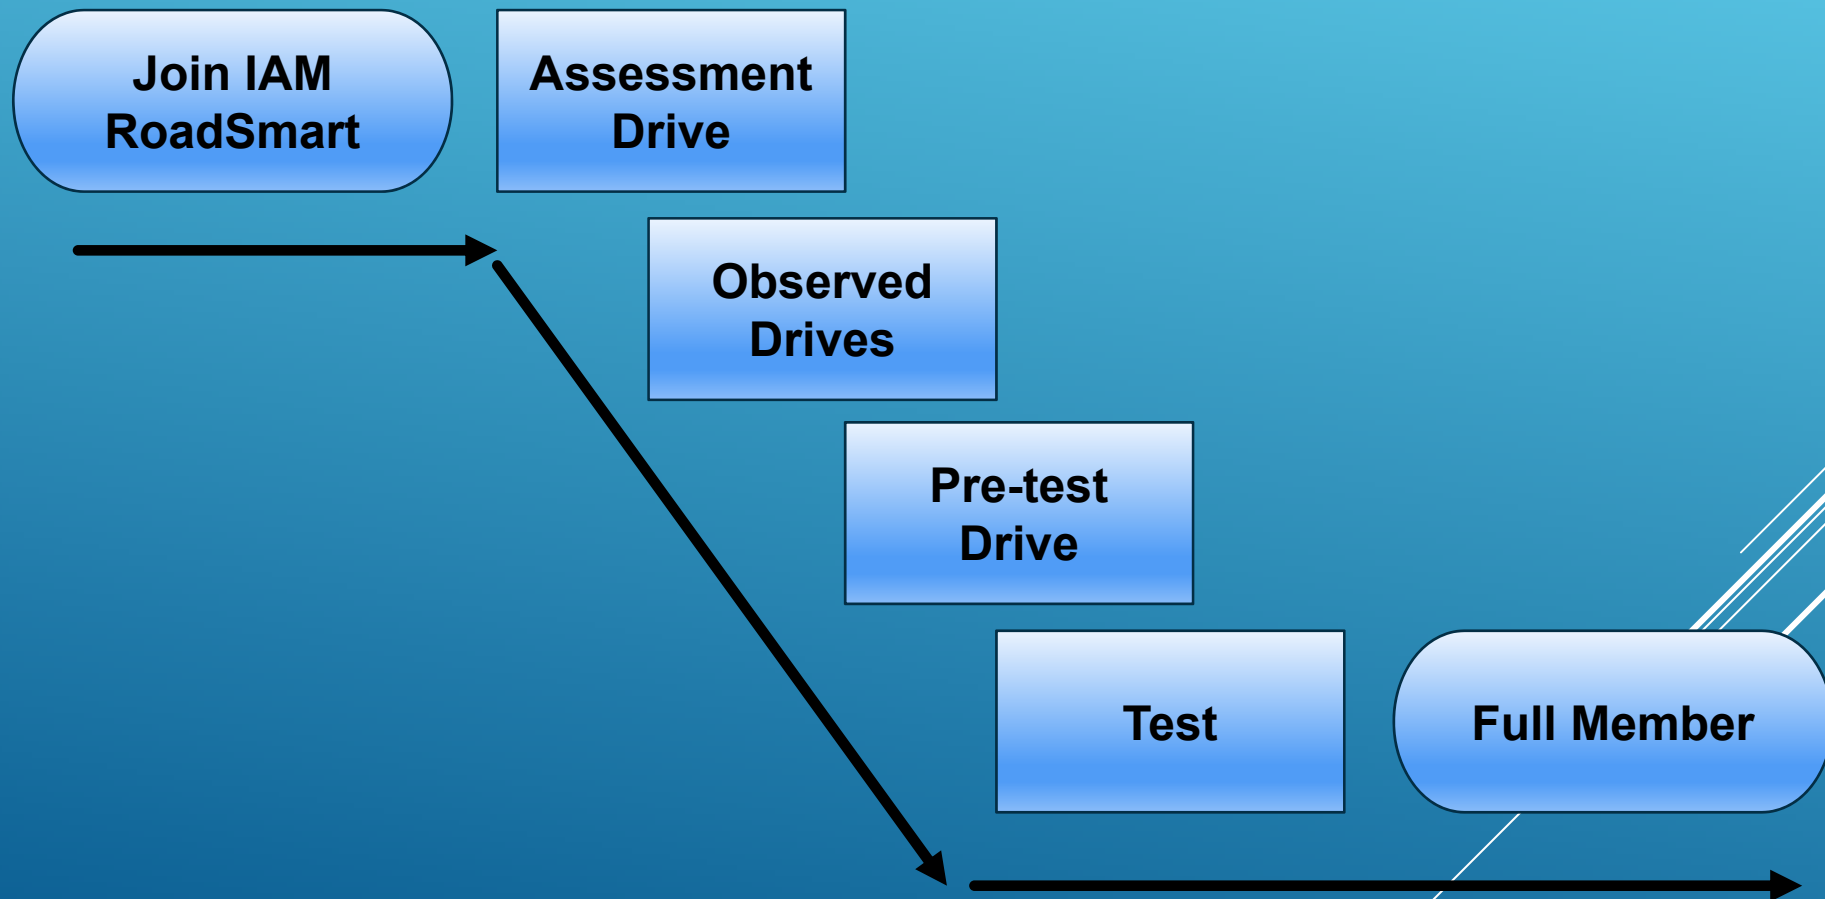 Join IAM
RoadSmart
Assessment
Drive
Observed
Drives
Pre-test
Drive
Test
Full Member